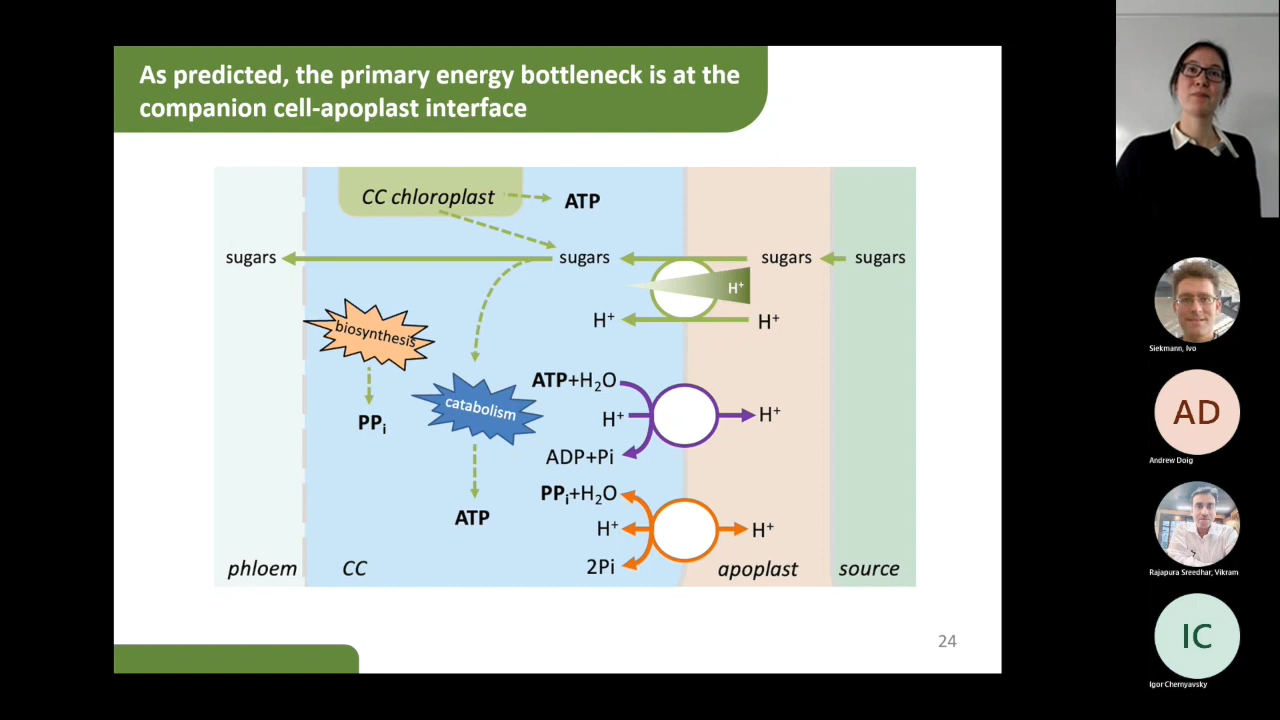 As predicted, the primary energy bottleneck is at the
companion cell-apoplast interface
CC chloroplast
ATP
sugars
sugars
sugars
sugars
H⁺
H⁺
H⁺
biosynthesis
PPᵢ
catabolism
ATP
ATP+H₂O
H⁺
H⁺
ADP+Pi
PPᵢ+H₂O
H⁺
H⁺
2Pi
phloem
CC
apoplast
source
24
Siekmann, Ivo
AD
Andrew Doig
Rajapura Sreedhar, Vikram
IC
Igor Chernyavsky